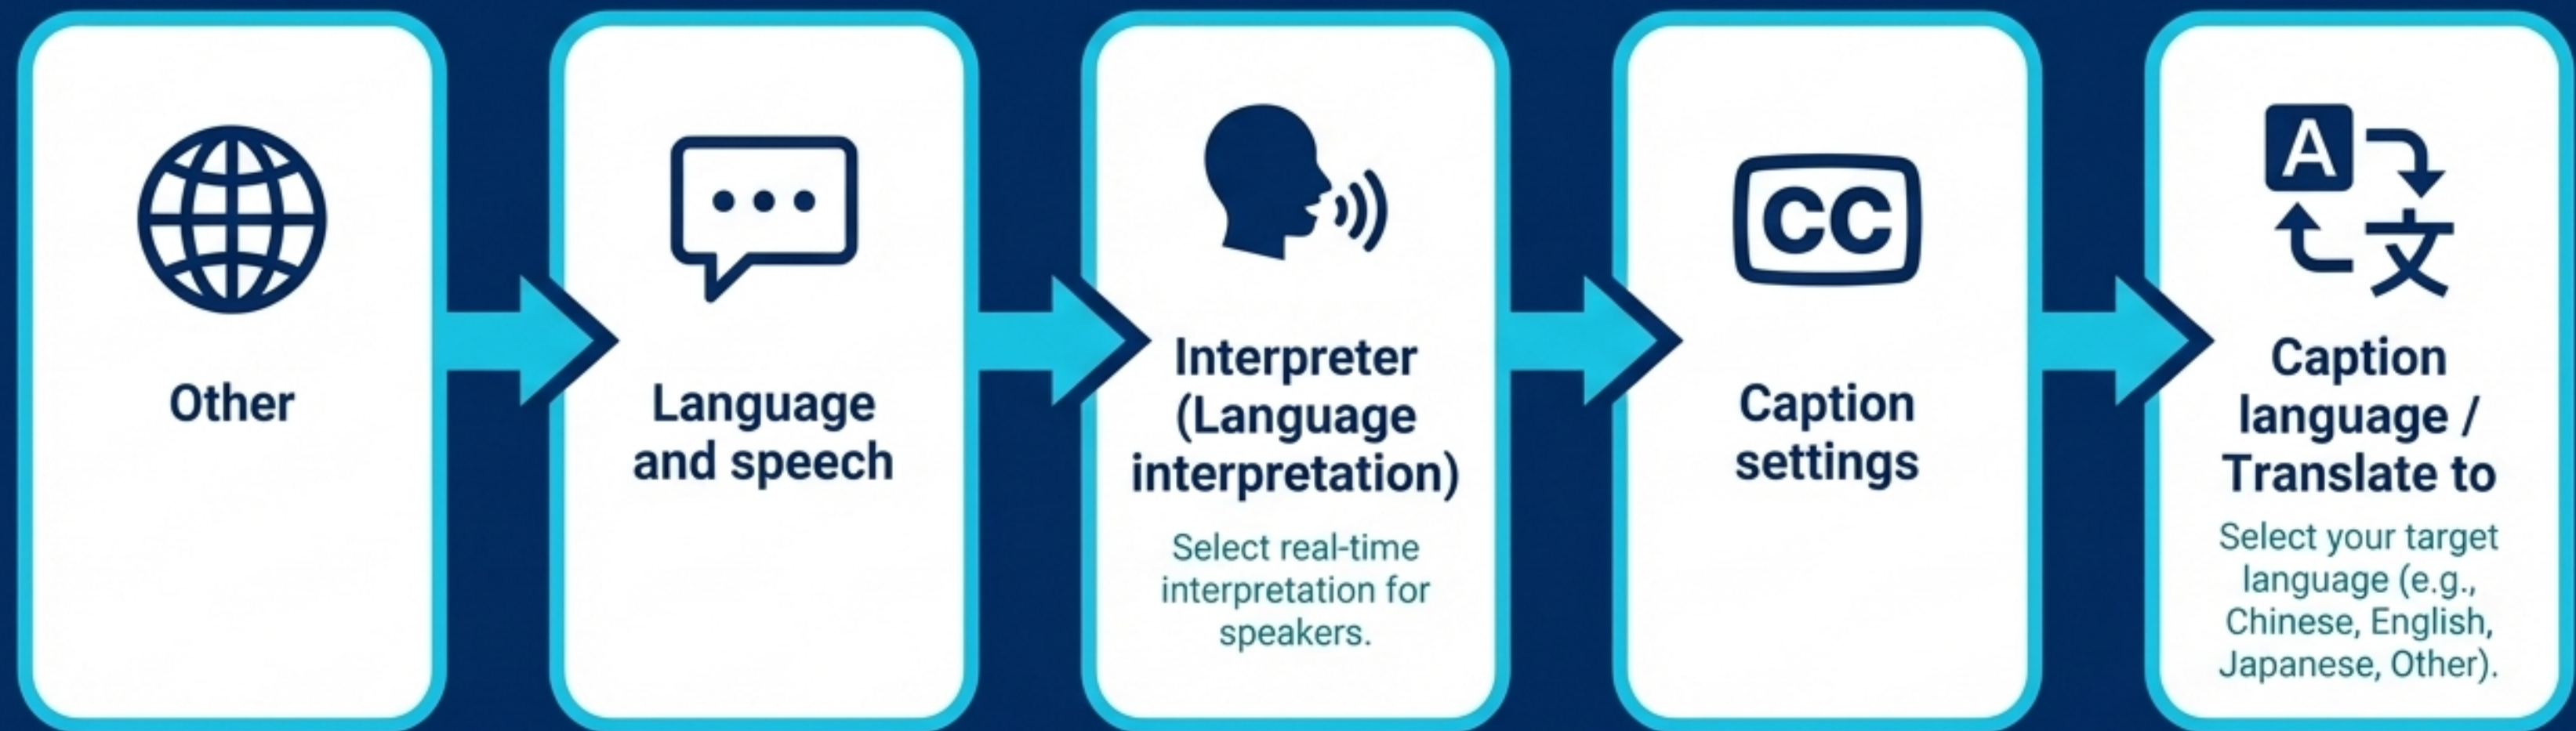 Other
Language
and speech
Interpreter
(Language
interpretation)
Select real-time
interpretation for
speakers.
CC
Caption
settings
A
文
Caption
language /
Translate to
Select your target
language (e.g.,
Chinese, English,
Japanese, Other).